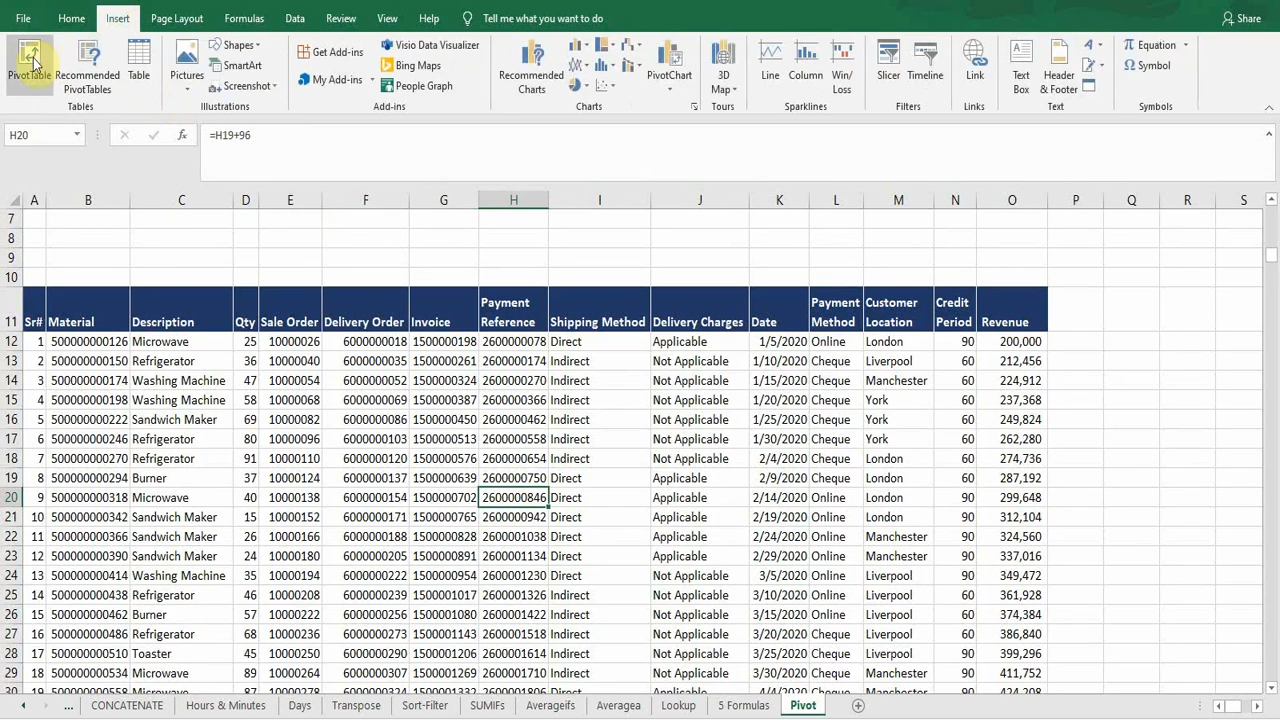 File Home Insert Page Layout Formulas Data Review View Help Tell me what you want to do Share
PivotTable Recommended PivotTables Table Pictures Shapes SmartArt Screenshot Get Add-ins My Add-ins Visio Data Visualizer Bing Maps People Graph Recommended Charts PivotChart 3D Map Line Column Win/Loss Slicer Timeline Link Text Box Header & Footer Equation Symbol
Tables Illustrations Add-ins Charts Tours Sparklines Filters Links Text Symbols
H20 fx =H19+96
A B C D E F G H I J K L M N O P Q R S
7
8
9
10
11 Sr# Material Description Qty Sale Order Delivery Order Invoice Payment Reference Shipping Method Delivery Charges Date Payment Method Customer Location Credit Period Revenue
12 1 500000000126 Microwave 25 10000026 6000000018 1500000198 2600000078 Direct Applicable 1/5/2020 Online London 90 200,000
13 2 500000000150 Refrigerator 36 10000040 6000000035 1500000261 2600000174 Indirect Not Applicable 1/10/2020 Cheque Liverpool 60 212,456
14 3 500000000174 Washing Machine 47 10000054 6000000052 1500000324 2600000270 Indirect Not Applicable 1/15/2020 Cheque Manchester 60 224,912
15 4 500000000198 Washing Machine 58 10000068 6000000069 1500000387 2600000366 Indirect Not Applicable 1/20/2020 Cheque York 60 237,368
16 5 500000000222 Sandwich Maker 69 10000082 6000000086 1500000450 2600000462 Indirect Not Applicable 1/25/2020 Cheque York 60 249,824
17 6 500000000246 Refrigerator 80 10000096 6000000103 1500000513 2600000558 Indirect Not Applicable 1/30/2020 Cheque York 60 262,280
18 7 500000000270 Refrigerator 91 10000110 6000000120 1500000576 2600000654 Indirect Not Applicable 2/4/2020 Cheque London 60 274,736
19 8 500000000294 Burner 37 10000124 6000000137 1500000639 2600000750 Direct Applicable 2/9/2020 Cheque London 60 287,192
20 9 500000000318 Microwave 40 10000138 6000000154 1500000702 2600000846 Direct Applicable 2/14/2020 Online London 90 299,648
21 10 500000000342 Sandwich Maker 15 10000152 6000000171 1500000765 2600000942 Direct Applicable 2/19/2020 Online London 90 312,104
22 11 500000000366 Sandwich Maker 26 10000166 6000000188 1500000828 2600001038 Direct Applicable 2/24/2020 Online Manchester 90 324,560
23 12 500000000390 Sandwich Maker 24 10000180 6000000205 1500000891 2600001134 Direct Applicable 2/29/2020 Online Manchester 90 337,016
24 13 500000000414 Washing Machine 35 10000194 6000000222 1500000954 2600001230 Direct Not Applicable 3/5/2020 Online Liverpool 90 349,472
25 14 500000000438 Refrigerator 46 10000208 6000000239 1500001017 2600001326 Indirect Not Applicable 3/10/2020 Online Liverpool 90 361,928
26 15 500000000462 Burner 57 10000222 6000000256 1500001080 2600001422 Indirect Not Applicable 3/15/2020 Online Liverpool 90 374,384
27 16 500000000486 Refrigerator 68 10000236 6000000273 1500001143 2600001518 Indirect Not Applicable 3/20/2020 Cheque Liverpool 60 386,840
28 17 500000000510 Toaster 45 10000250 6000000290 1500001206 2600001614 Indirect Not Applicable 3/25/2020 Cheque Liverpool 60 399,296
29 18 500000000534 Microwave 89 10000264 6000000307 1500001269 2600001710 Indirect Not Applicable 3/30/2020 Cheque Manchester 60 411,752
30 19 500000000558 Microwave 87 10000278 6000000324 1500001332 2600001806 Indirect Not Applicable 4/4/2020 Cheque Manchester 60 424,208
... CONCATENATE Hours & Minutes Days Transpose Sort-Filter SUMIFs Averageifs Averagea Lookup 5 Formulas Pivot